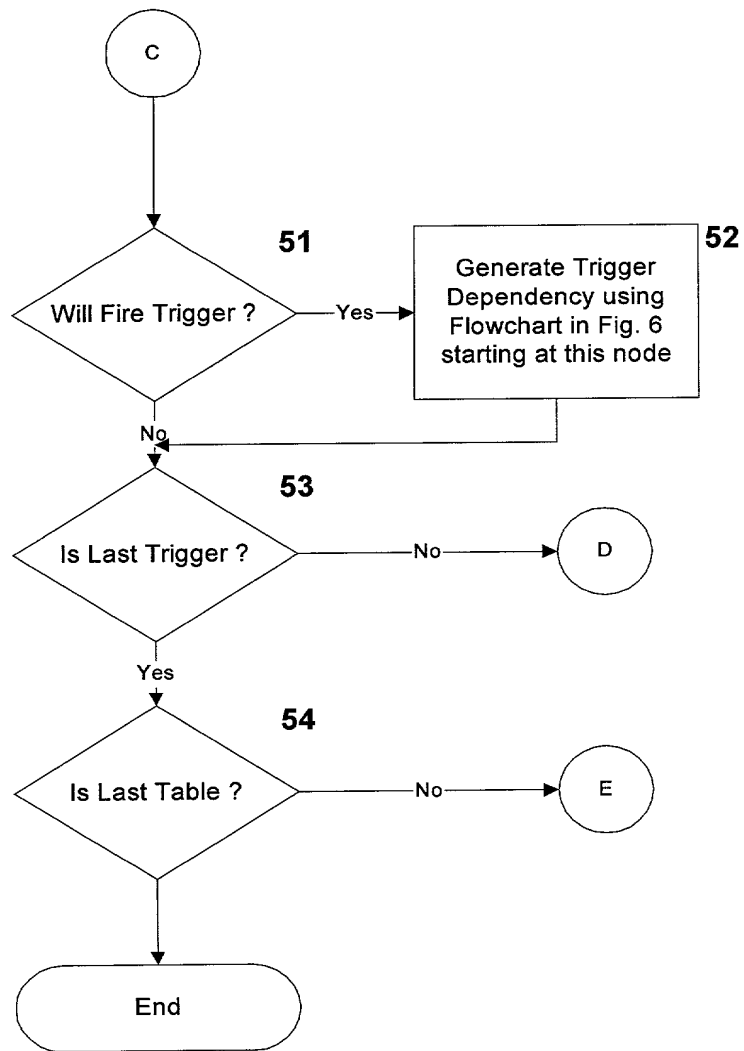 C
51
Will Fire Trigger ?
Yes
52
Generate Trigger
Dependency using
Flowchart in Fig. 6
starting at this node
No
53
Is Last Trigger ?
No
D
Yes
54
Is Last Table ?
No
E
End